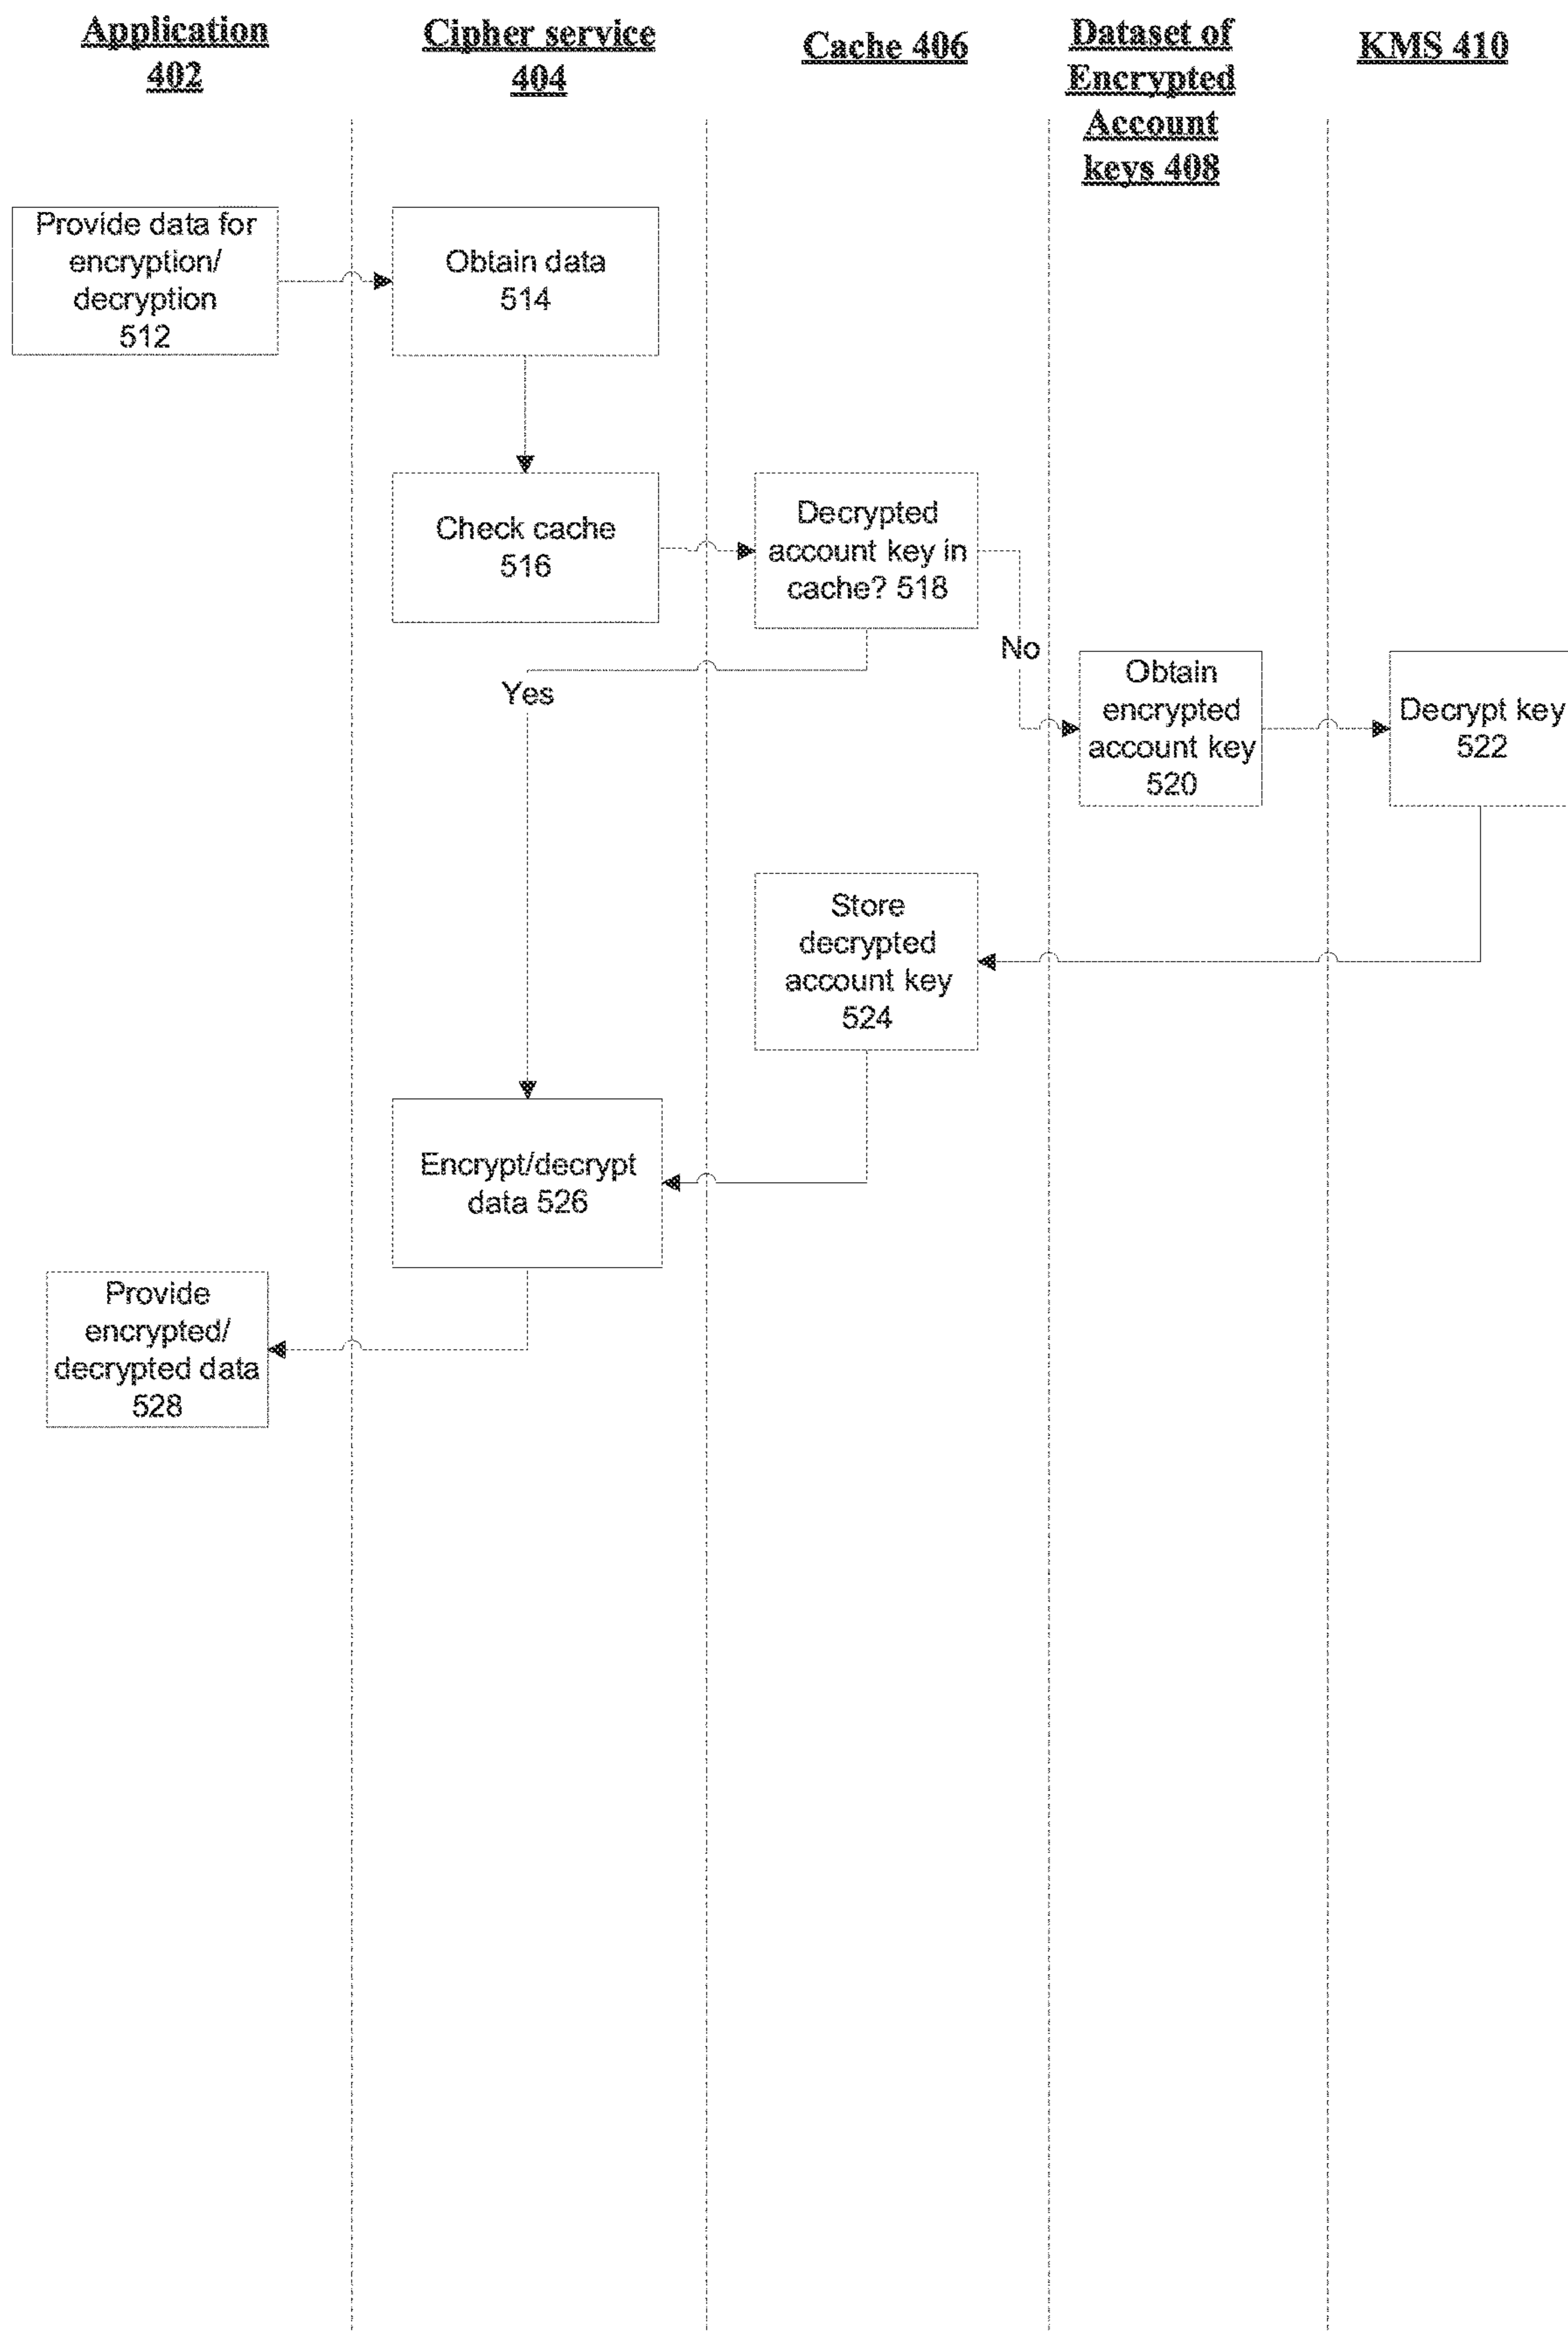 Application
402
Cipher service
404
Cache 406
Dataset of
Encrypted
Account
keys 408
KMS 410
Provide data for
encryption/
decryption
512
Obtain data
514
Check cache
516
Decrypted
account key in
cache? 518
No
Yes
Obtain
encrypted
account key
520
Decrypt key
522
Store
decrypted
account key
524
Encrypt/decrypt
data 526
Provide
encrypted/
decrypted data
528